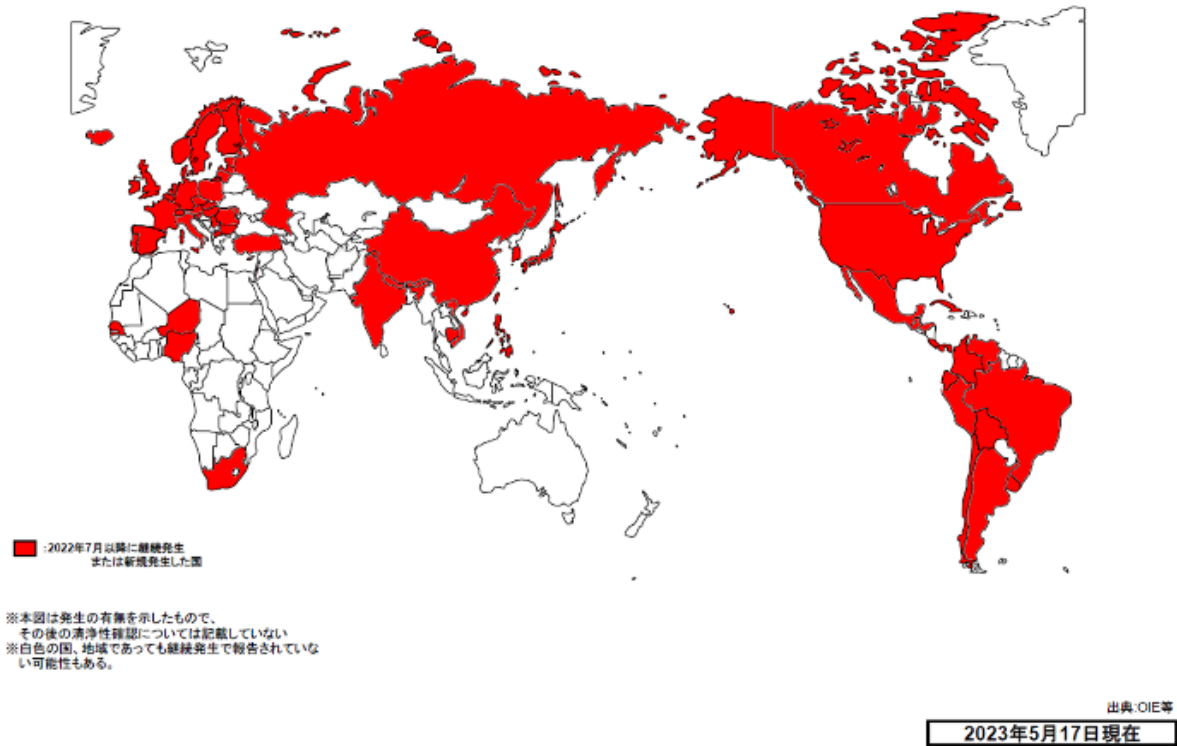 :2022年7月以降に継続発生
または新規発生した国
※本図は発生の有無を示したもので、
その後の清浄性確認については記載していない
※白色の国、地域であっても継続発生で報告されていな
い可能性もある。
出典:OIE等
2023年5月17日現在